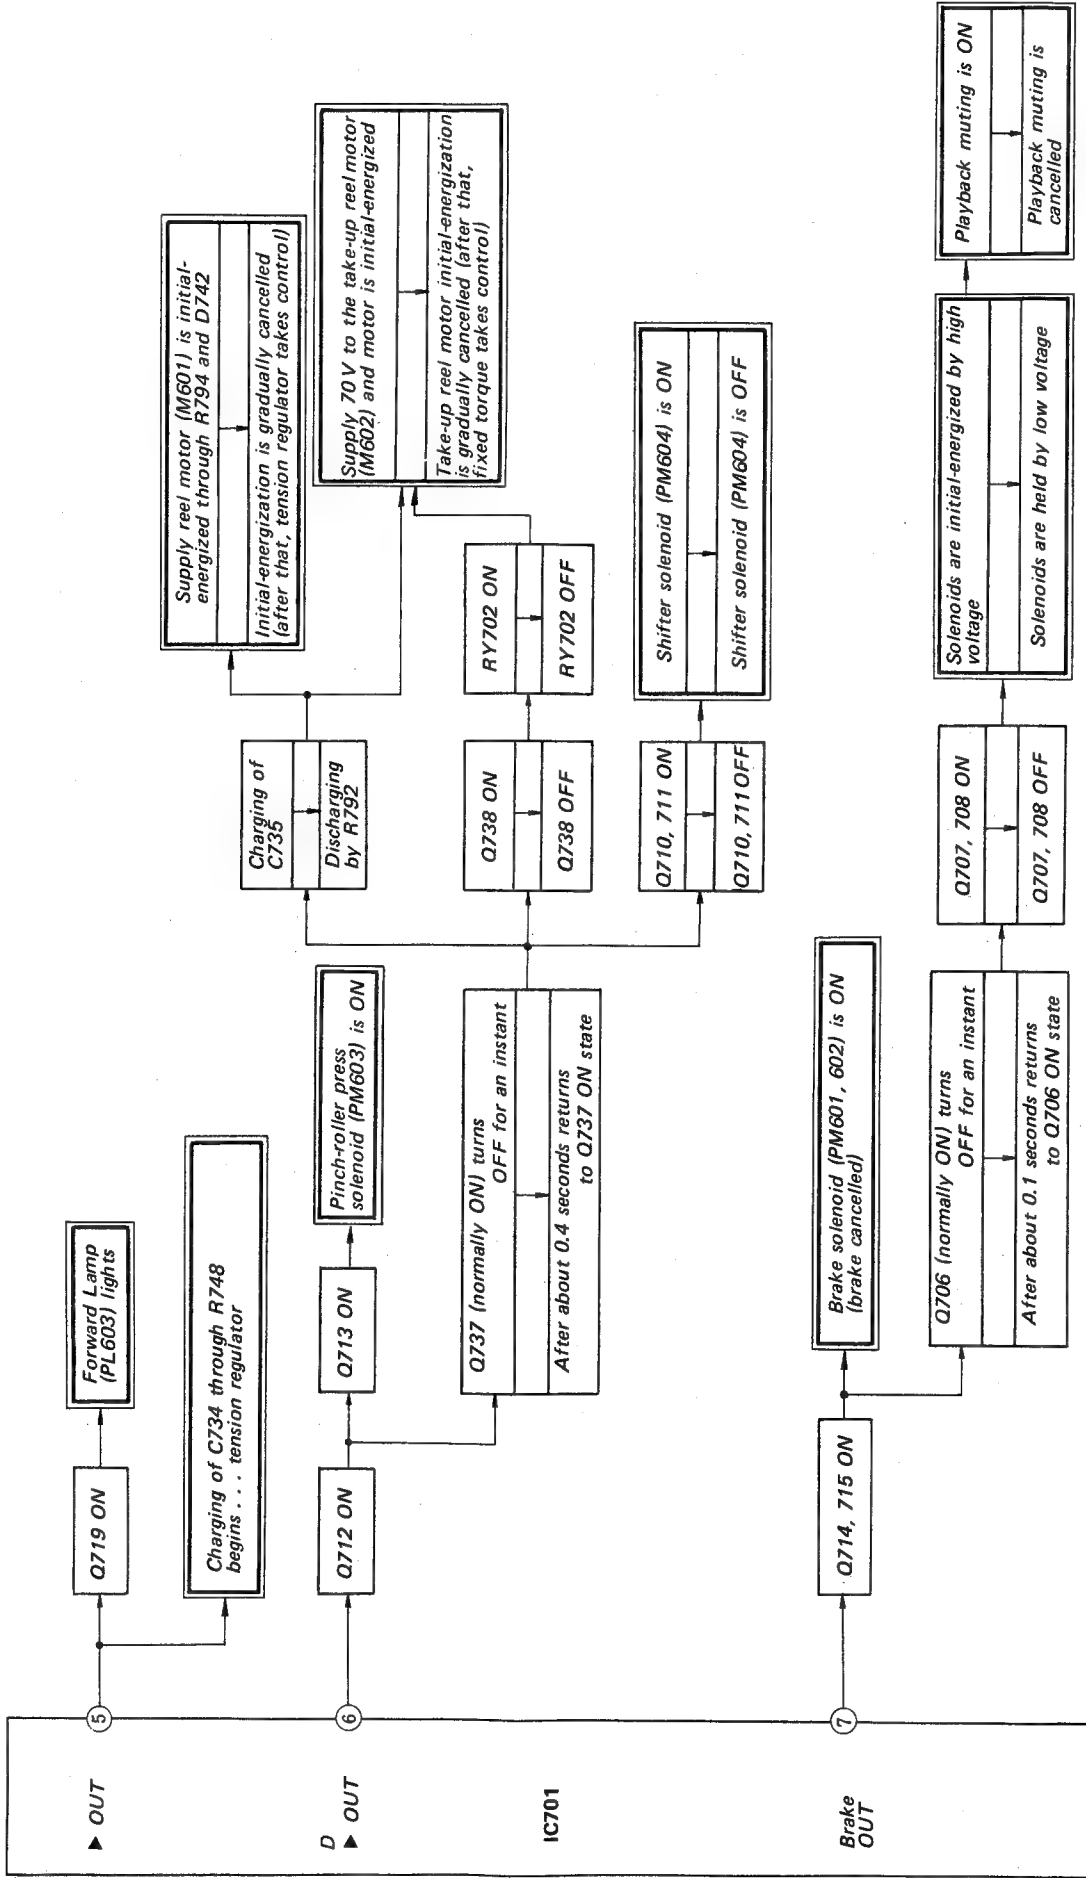 IC701
▶ OUT
5
Q719 ON
Forward Lamp
(PL603) lights
Charging of C734 through R748
begins . . . tension regulator
D
▶ OUT
6
Q712 ON
Q713 ON
Pinch-roller press
solenoid (PM603) is ON
Q737 (normally ON) turns
OFF for an instant
After about 0.4 seconds returns
to Q737 ON state
Charging of
C735
Discharging
by R792
Supply reel motor (M601) is initial-
energized through R794 and D742
Initial-energization is gradually cancelled
(after that, tension regulator takes control)
Q738 ON
Q738 OFF
RY702 ON
RY702 OFF
Supply 70 V to the take-up reel motor
(M602) and motor is initial-energized
Take-up reel motor initial-energization
is gradually cancelled (after that,
fixed torque takes control)
Q710, 711 ON
Q710, 711 OFF
Shifter solenoid (PM604) is ON
Shifter solenoid (PM604) is OFF
Brake
OUT
7
Q714, 715 ON
Brake solenoid (PM601, 602) is ON
(brake cancelled)
Q706 (normally ON) turns
OFF for an instant
After about 0.1 seconds returns
to Q706 ON state
Q707, 708 ON
Q707, 708 OFF
Solenoids are initial-energized by high
voltage
Solenoids are held by low voltage
Playback muting is ON
Playback muting is
cancelled